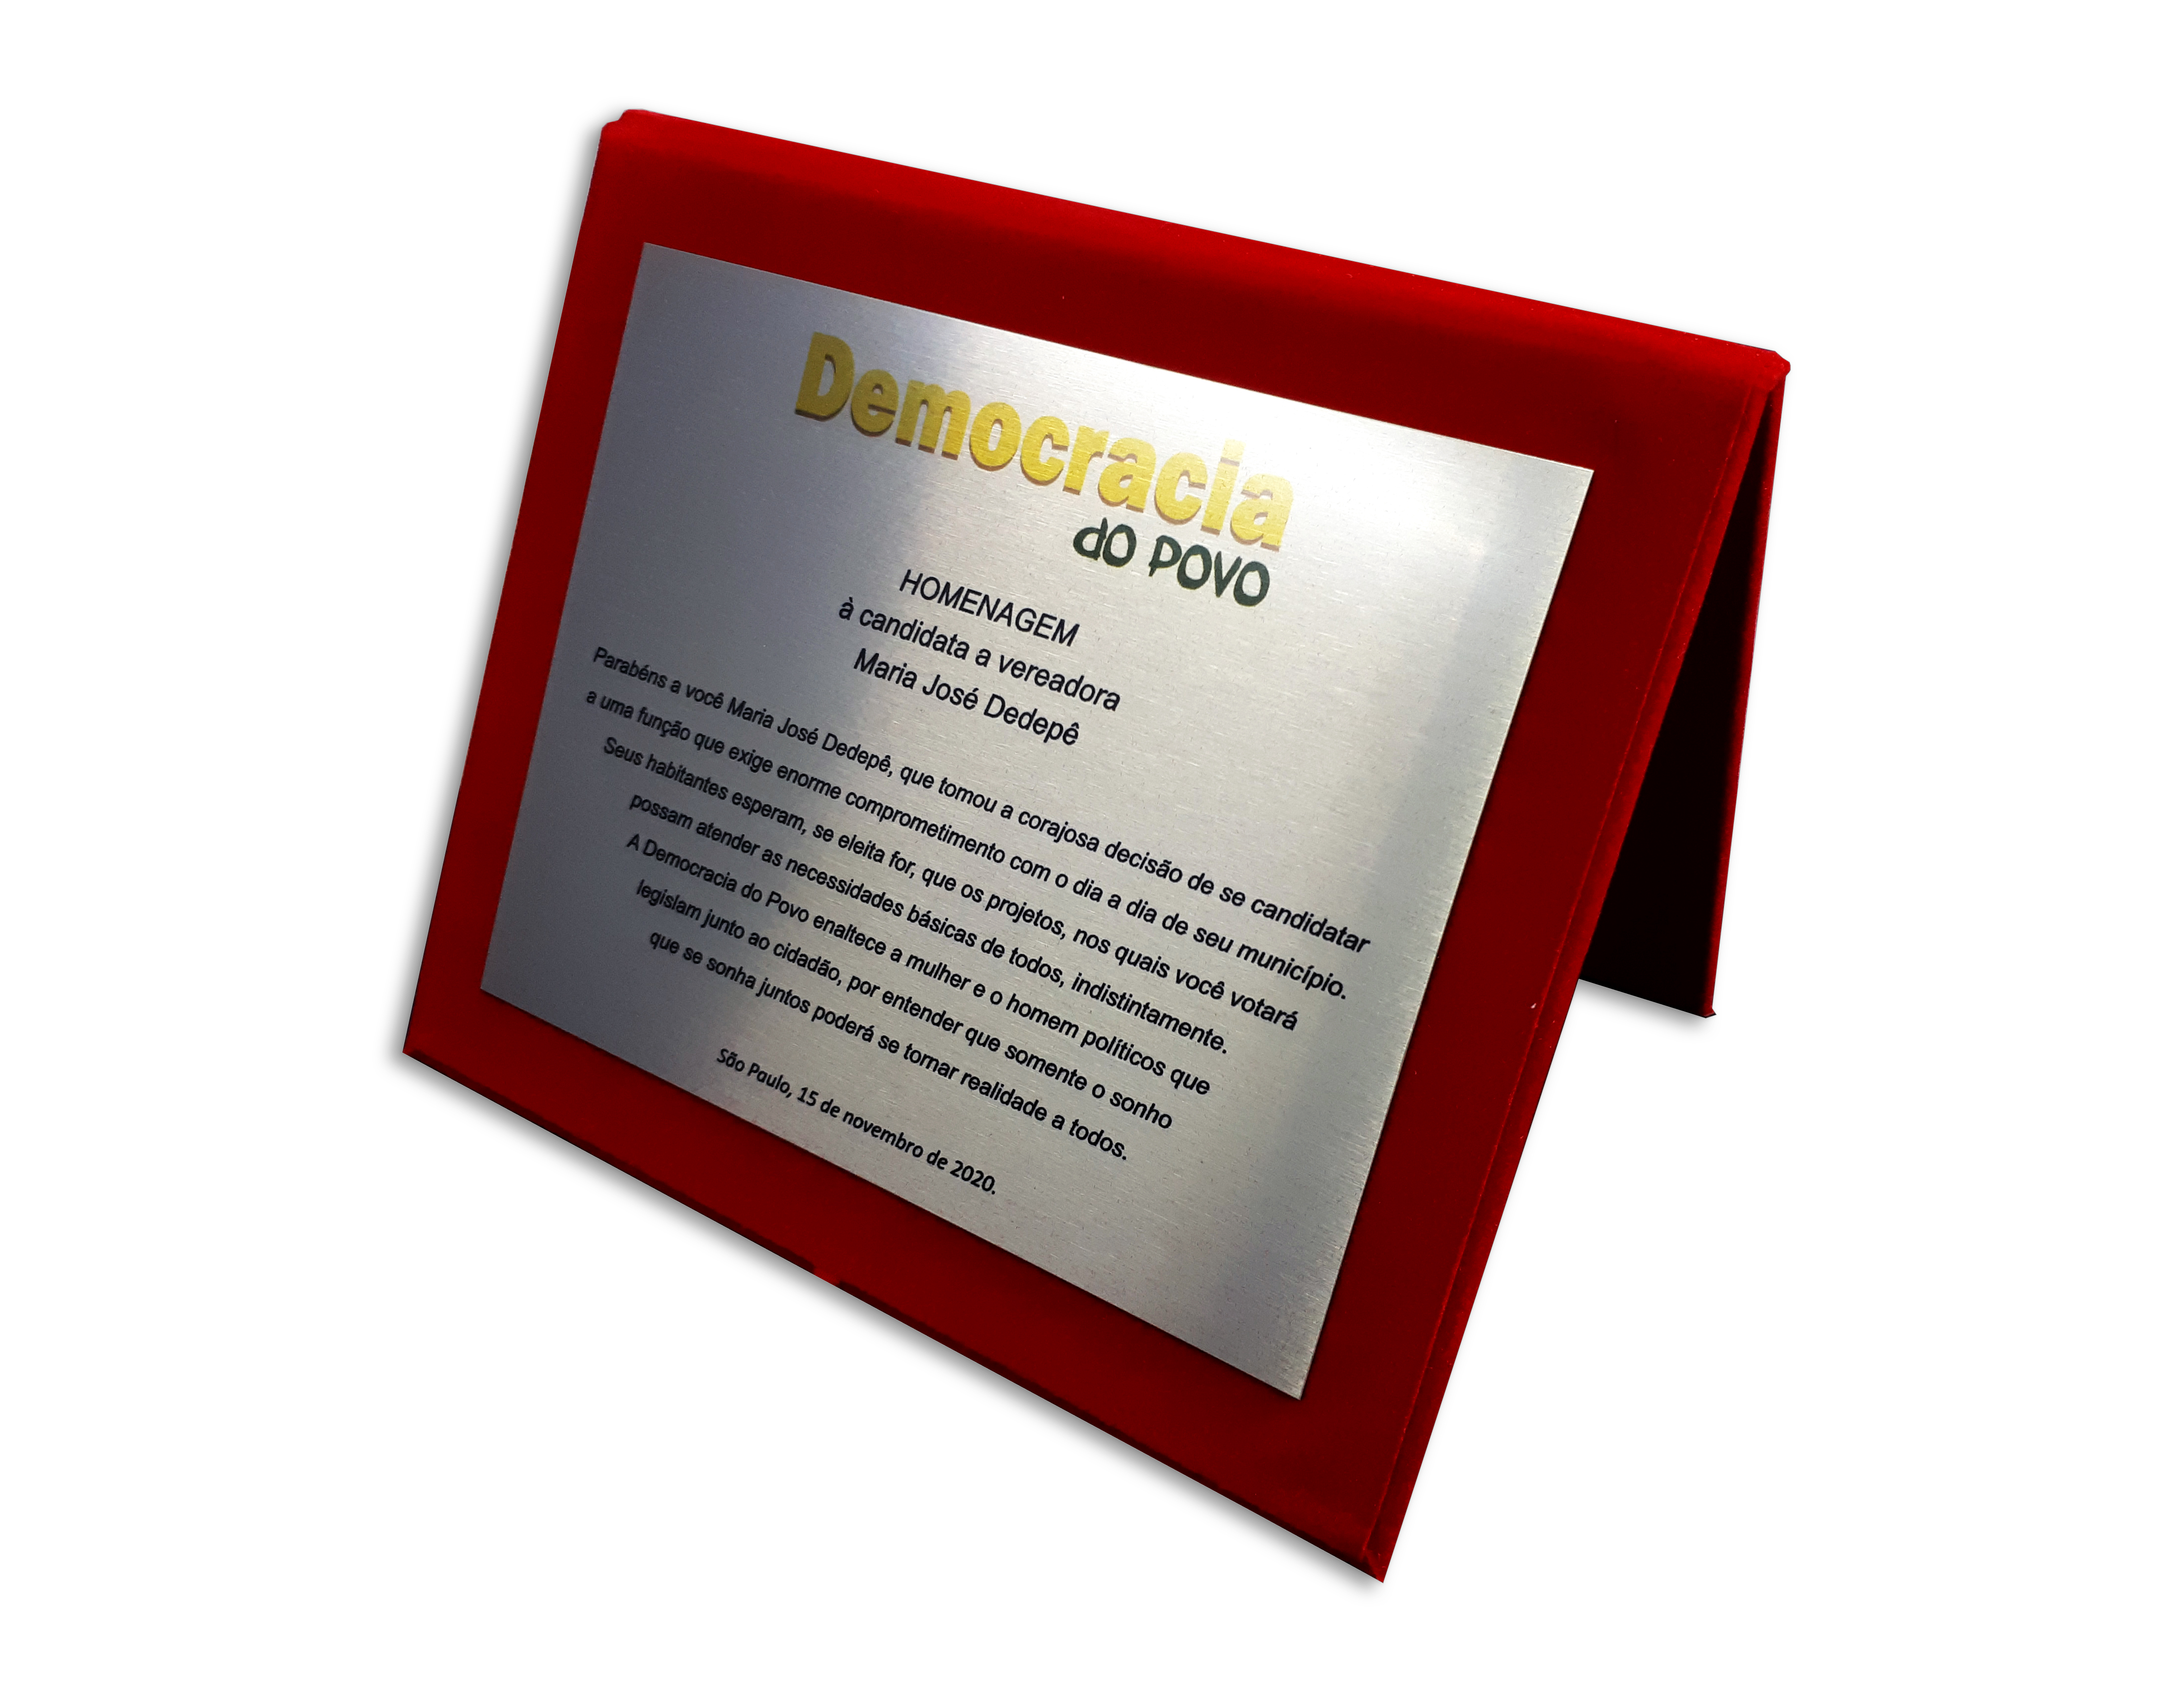 Democracia
do povo
HOMENAGEM
à candidata a vereadora
Maria José Dedepê
Parabéns a você Maria José Dedepê, que tomou a corajosa decisão de se candidatar
a uma função que exige enorme comprometimento com o dia a dia de seu município.
Seus habitantes esperam, se eleita for, que os projetos, nos quais você votará
possam atender as necessidades básicas de todos, indistintamente.
A Democracia do Povo enaltece a mulher e o homem políticos que
legislam junto ao cidadão, por entender que somente o sonho
que se sonha juntos poderá se tornar realidade a todos.
São Paulo, 15 de novembro de 2020.